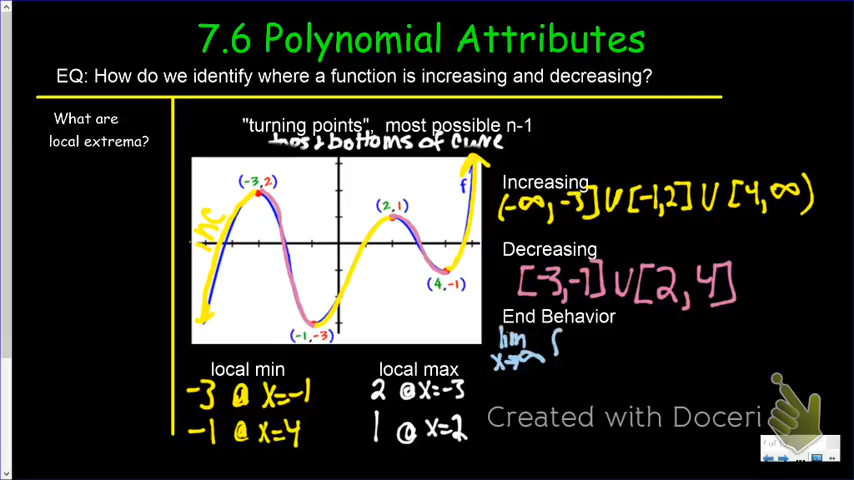 7.6 Polynomial Attributes
EQ: How do we identify where a function is increasing and decreasing?
What are
local extrema?
"turning points", most possible n-1
bottoms of curve
(-3,2)
(2,1)
f
inc
(4,-1)
(-1,-3)
Increasing
(-∞,-3]∪[-1,2]∪[4,∞)
Decreasing
[-3,-1]∪[2,4]
End Behavior
lim f
x→∞
local min
-3 @ x=-1
-1 @ x=4
local max
2 @ x=-3
1 @ x=2
Created with Doceri